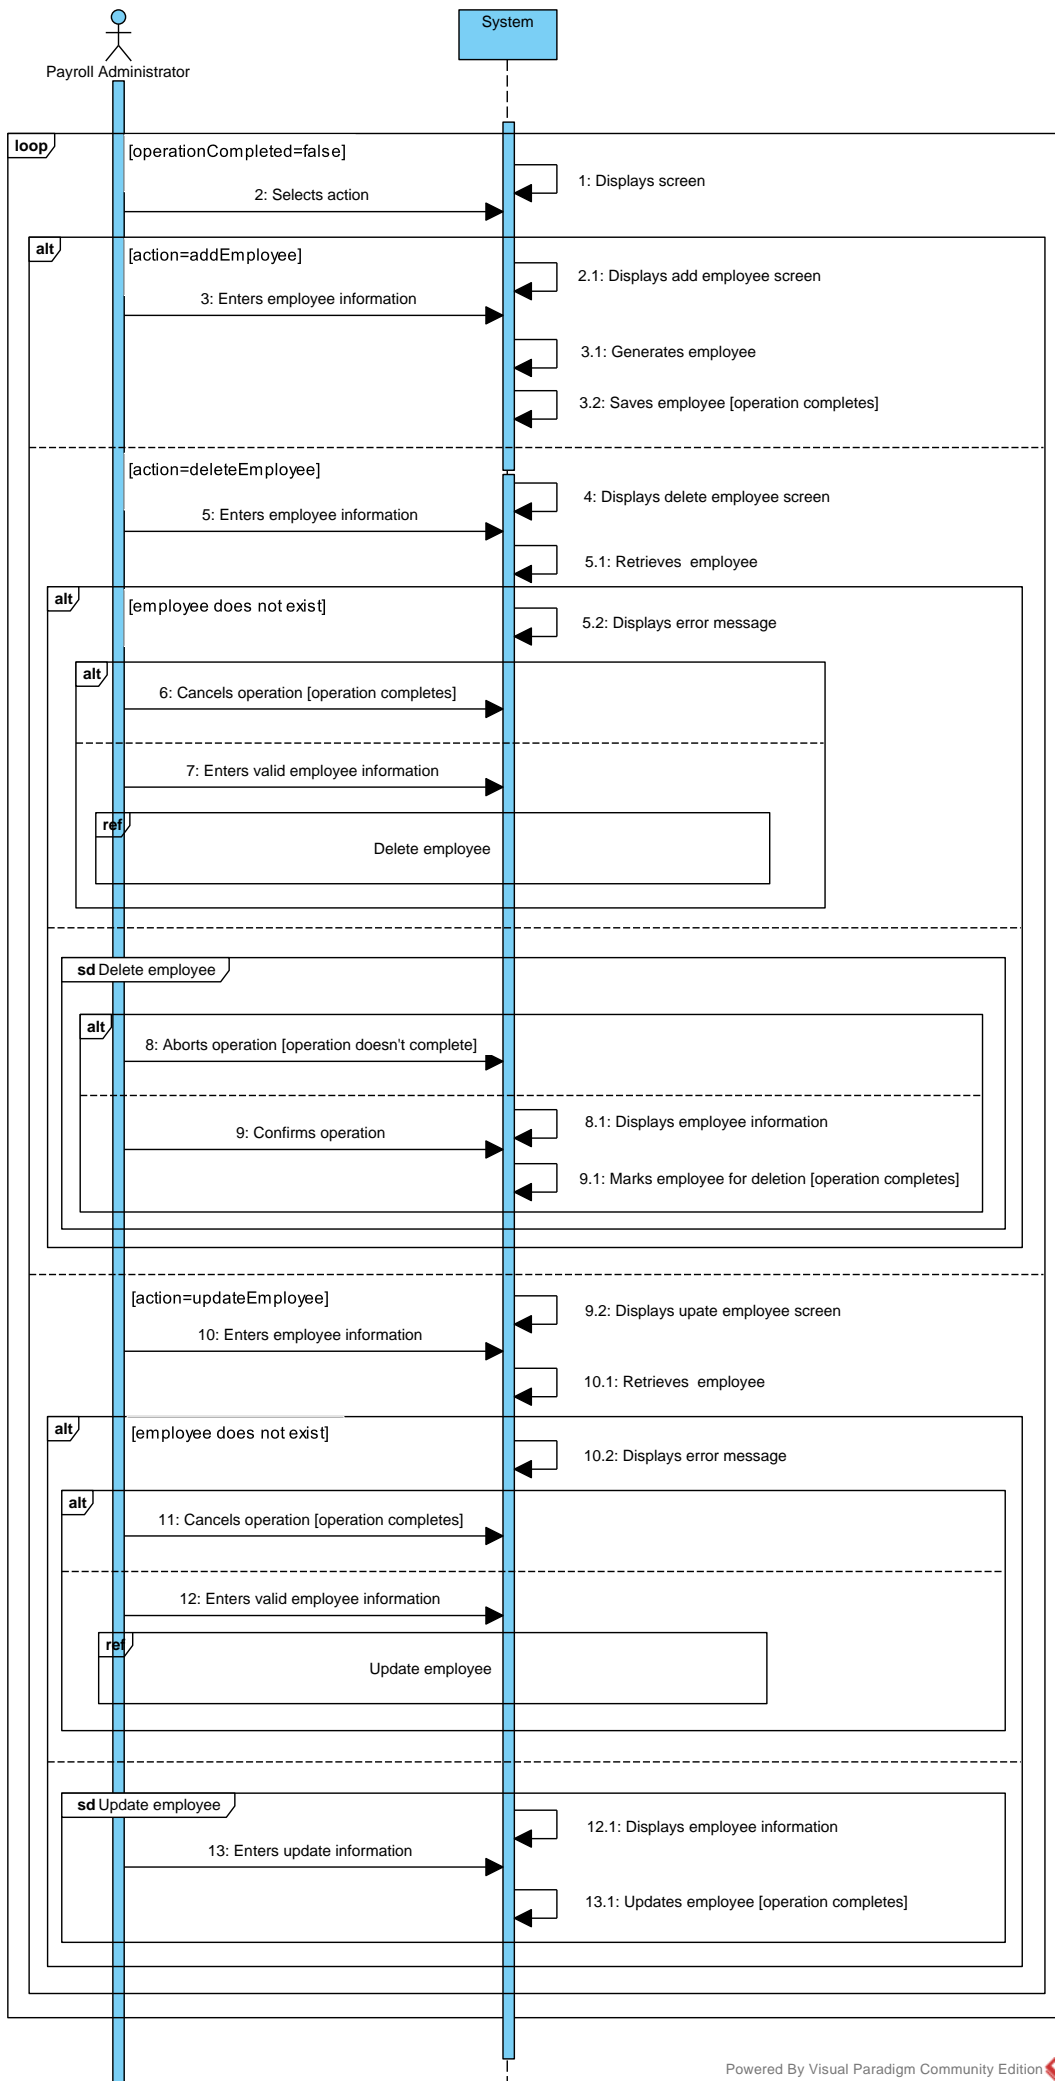 System
Payroll Administrator
loop
[operationCompleted=false]
1: Displays screen
2: Selects action
alt
[action=addEmployee]
2.1: Displays add employee screen
3: Enters employee information
3.1: Generates employee
3.2: Saves employee [operation completes]
[action=deleteEmployee]
4: Displays delete employee screen
5: Enters employee information
5.1: Retrieves  employee
alt
[employee does not exist]
5.2: Displays error message
alt
6: Cancels operation [operation completes]
7: Enters valid employee information
ref
Delete employee
sd Delete employee
alt
8: Aborts operation [operation doesn't complete]
8.1: Displays employee information
9: Confirms operation
9.1: Marks employee for deletion [operation completes]
[action=updateEmployee]
9.2: Displays upate employee screen
10: Enters employee information
10.1: Retrieves  employee
alt
[employee does not exist]
10.2: Displays error message
alt
11: Cancels operation [operation completes]
12: Enters valid employee information
ref
Update employee
sd Update employee
12.1: Displays employee information
13: Enters update information
13.1: Updates employee [operation completes]
Powered By Visual Paradigm Community Edition